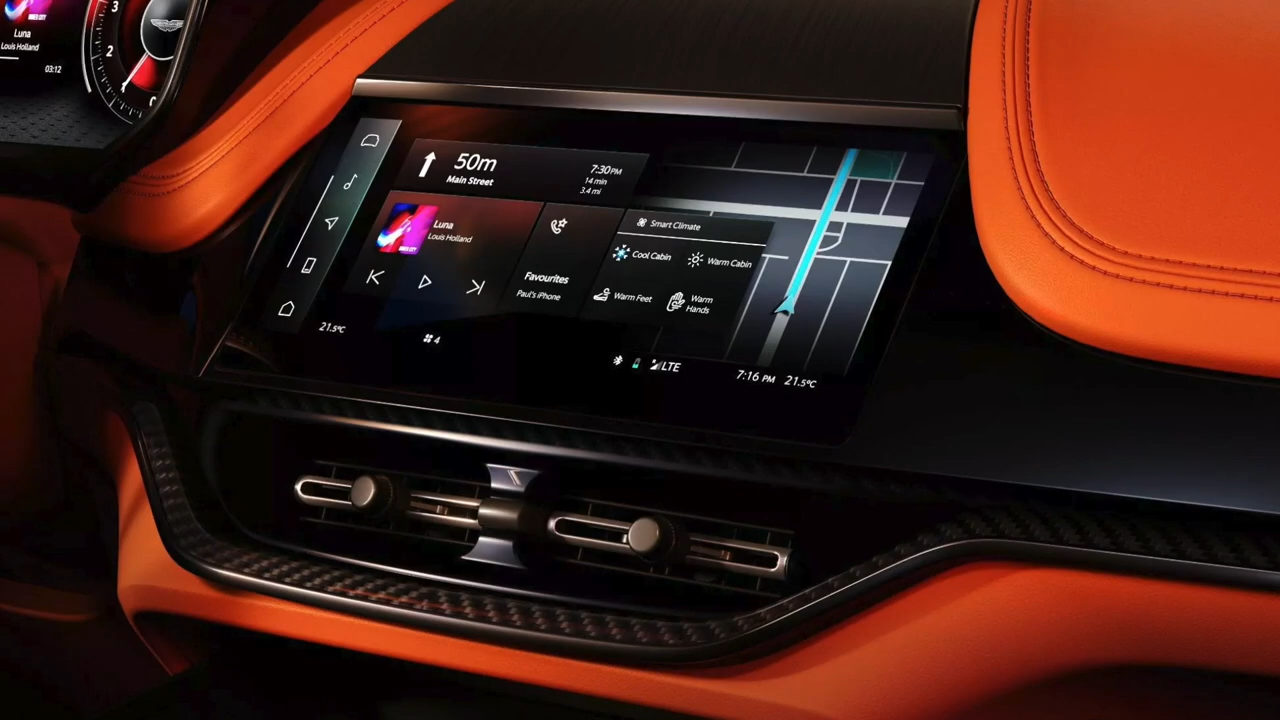 3
2
Luna
Louis Holland
03:12
50m
Main Street
7:30 PM
14 min
3.4 mi
Luna
Louis Holland
Favourites
Paul's iPhone
Smart Climate
Cool Cabin
Warm Cabin
Warm Feet
Warm
Hands
21.5°C
4
LTE
7:16 PM
21.5°C